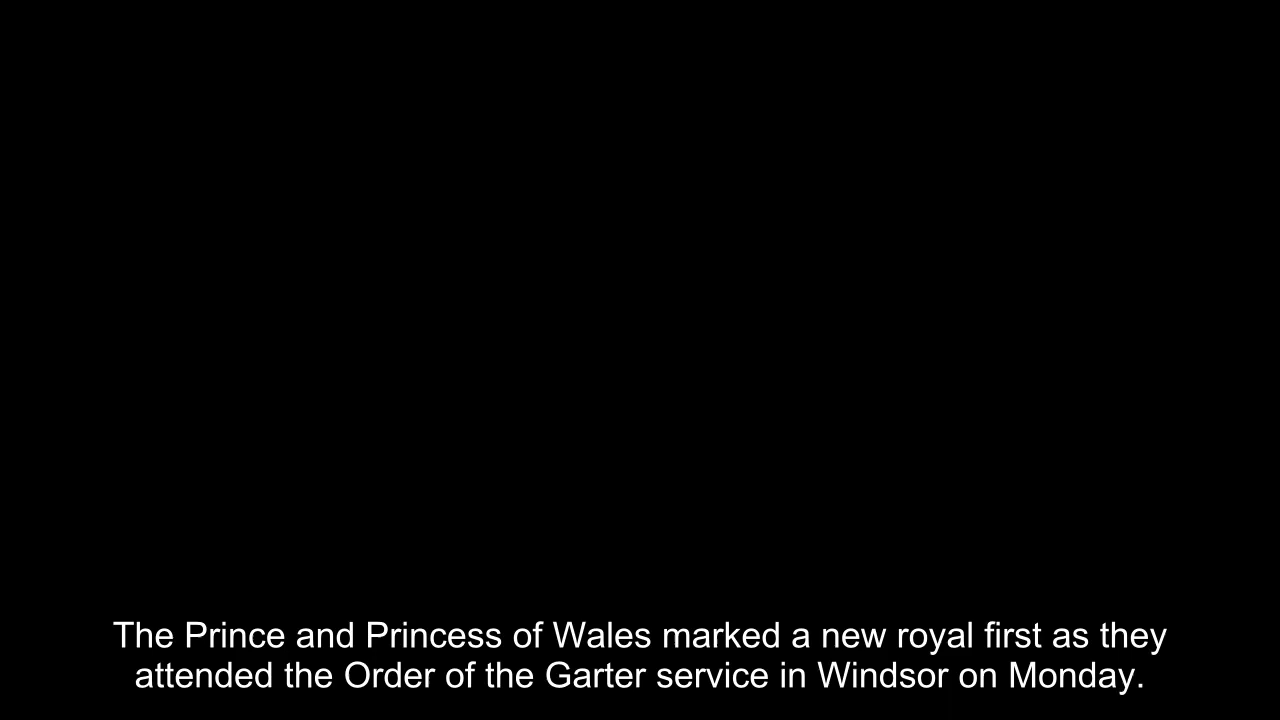 The Prince and Princess of Wales marked a new royal first as they
attended the Order of the Garter service in Windsor on Monday.